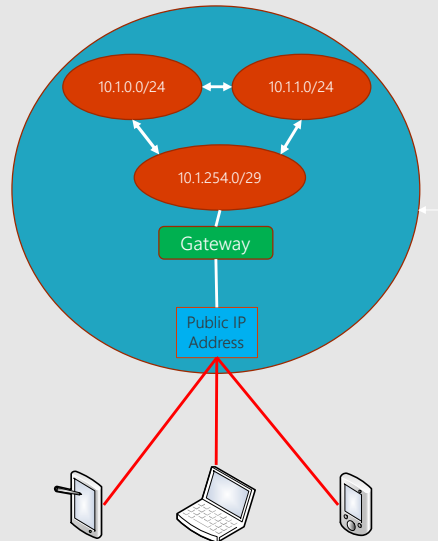 10.1.0.0/24
10.1.1.0/24
10.1.254.0/29
Gateway
Public IP
Address